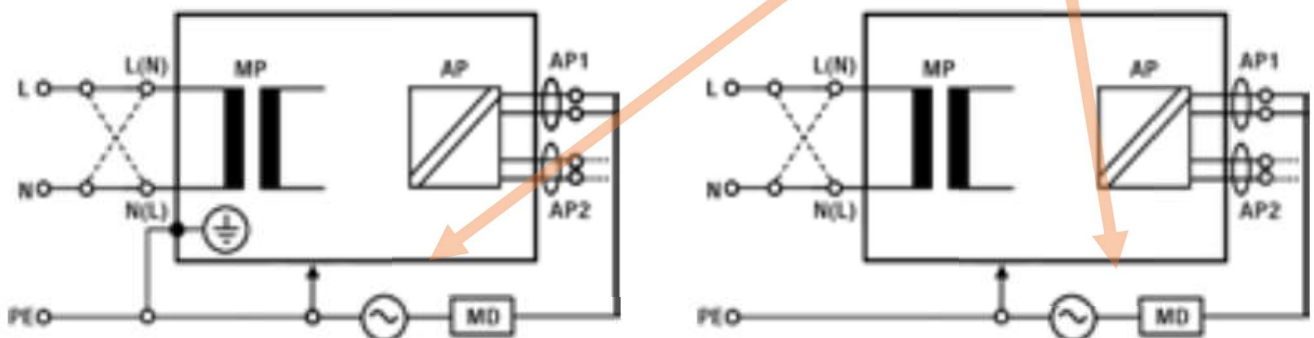 L(N) MP AP AP1 L(N) MP AP AP1
L L
N N
N(L) AP2 N(L) AP2
PE MD PE MD